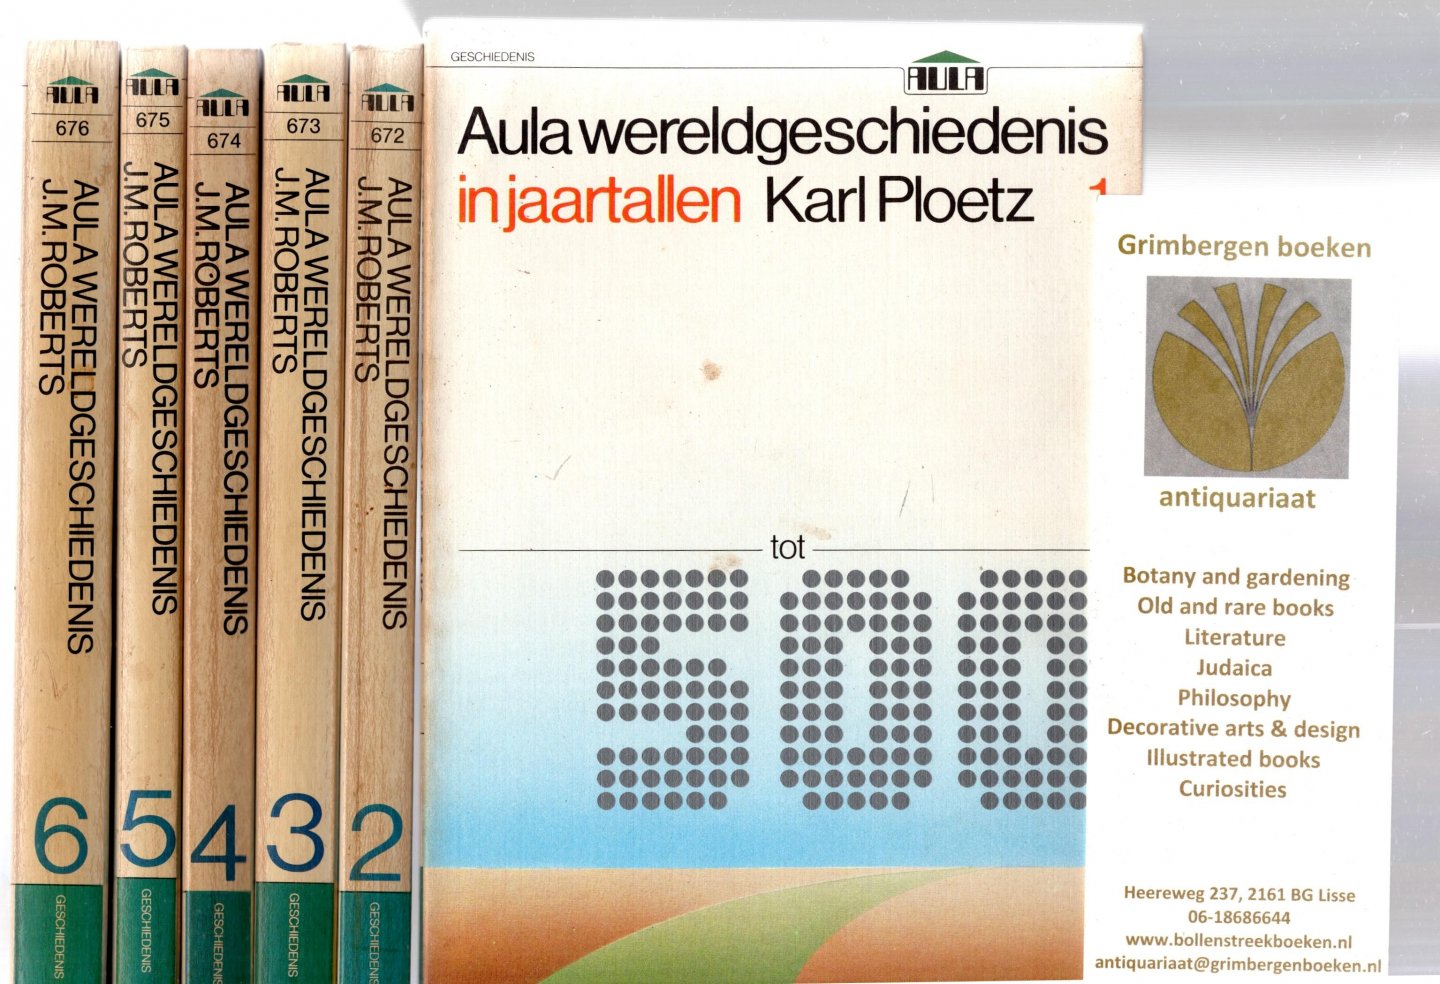 AULA
676
AULA WERELDGESCHIEDENIS
J.M. ROBERTS
6
GESCHIEDENIS
AULA
675
AULA WERELDGESCHIEDENIS
J.M. ROBERTS
5
GESCHIEDENIS
AULA
674
AULA WERELDGESCHIEDENIS
J.M. ROBERTS
4
GESCHIEDENIS
AULA
673
AULA WERELDGESCHIEDENIS
J.M. ROBERTS
3
GESCHIEDENIS
AULA
672
AULA WERELDGESCHIEDENIS
J.M. ROBERTS
2
GESCHIEDENIS
GESCHIEDENIS
AULA
Aula wereldgeschiedenis
in jaartallen Karl Ploetz 1
tot
500
Grimbergen boeken
antiquariaat
Botany and gardening
Old and rare books
Literature
Judaica
Philosophy
Decorative arts & design
Illustrated books
Curiosities
Heereweg 237, 2161 BG Lisse
06-18686644
www.bollenstreekboeken.nl
antiquariaat@grimbergenboeken.nl